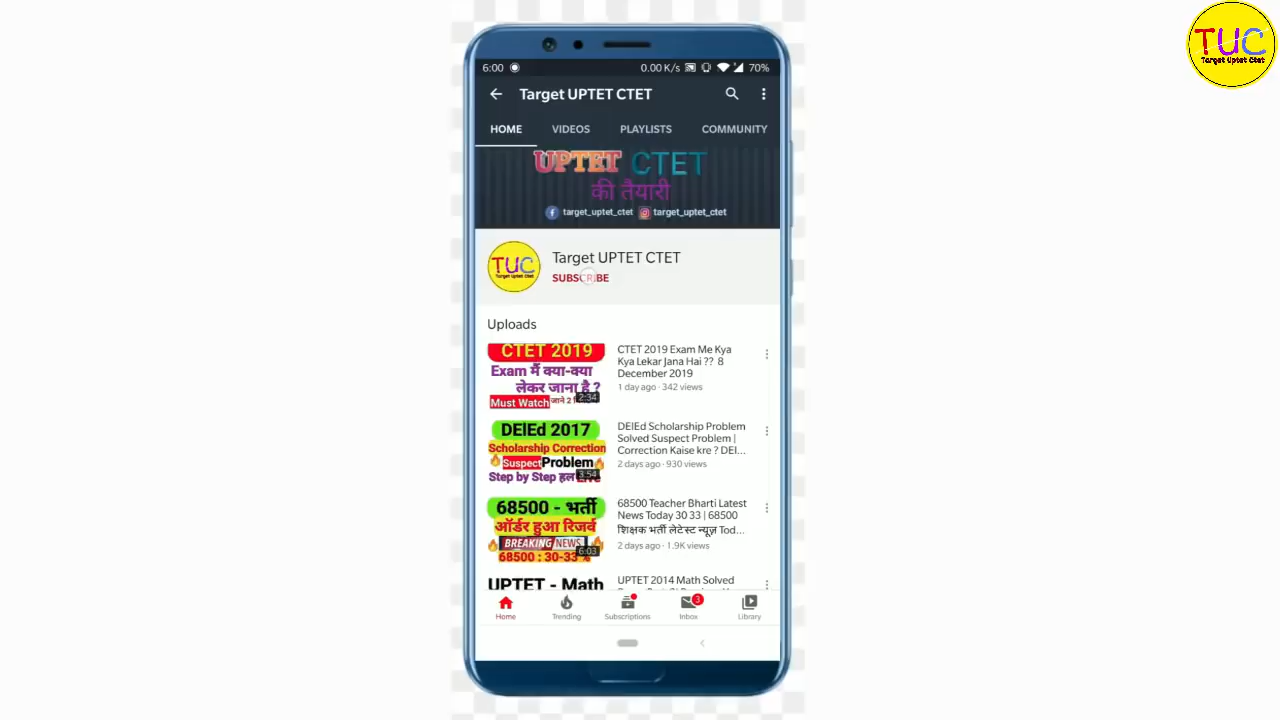 TUC
Target Uptet Ctet
6:00
0.00 K/s
70%
Target UPTET CTET
HOME VIDEOS PLAYLISTS COMMUNITY
UPTET CTET
की तैयारी
target_uptet_ctet target_uptet_ctet
TUC
Target Uptet Ctet
Target UPTET CTET
SUBSCRIBE
Uploads
CTET 2019
Exam मैं क्या-क्या
लेकर जाना है ?
Must Watch जाने 2
2:34
CTET 2019 Exam Me Kya
Kya Lekar Jana Hai ?? 8
December 2019
1 day ago · 342 views
DElEd 2017
Scholarship Correction
Suspect Problem
Step by Step हल
3:54
DElEd Scholarship Problem
Solved Suspect Problem |
Correction Kaise kre ? DEl...
2 days ago · 930 views
68500 - भर्ती
ऑर्डर हुआ रिजर्व
BREAKING NEWS
68500 : 30-33 %
6:03
68500 Teacher Bharti Latest
News Today 30 33 | 68500
शिक्षक भर्ती लेटेस्ट न्यूज़ Tod...
2 days ago · 1.9K views
UPTET - Math
UPTET 2014 Math Solved
Home Trending Subscriptions Inbox 3 Library